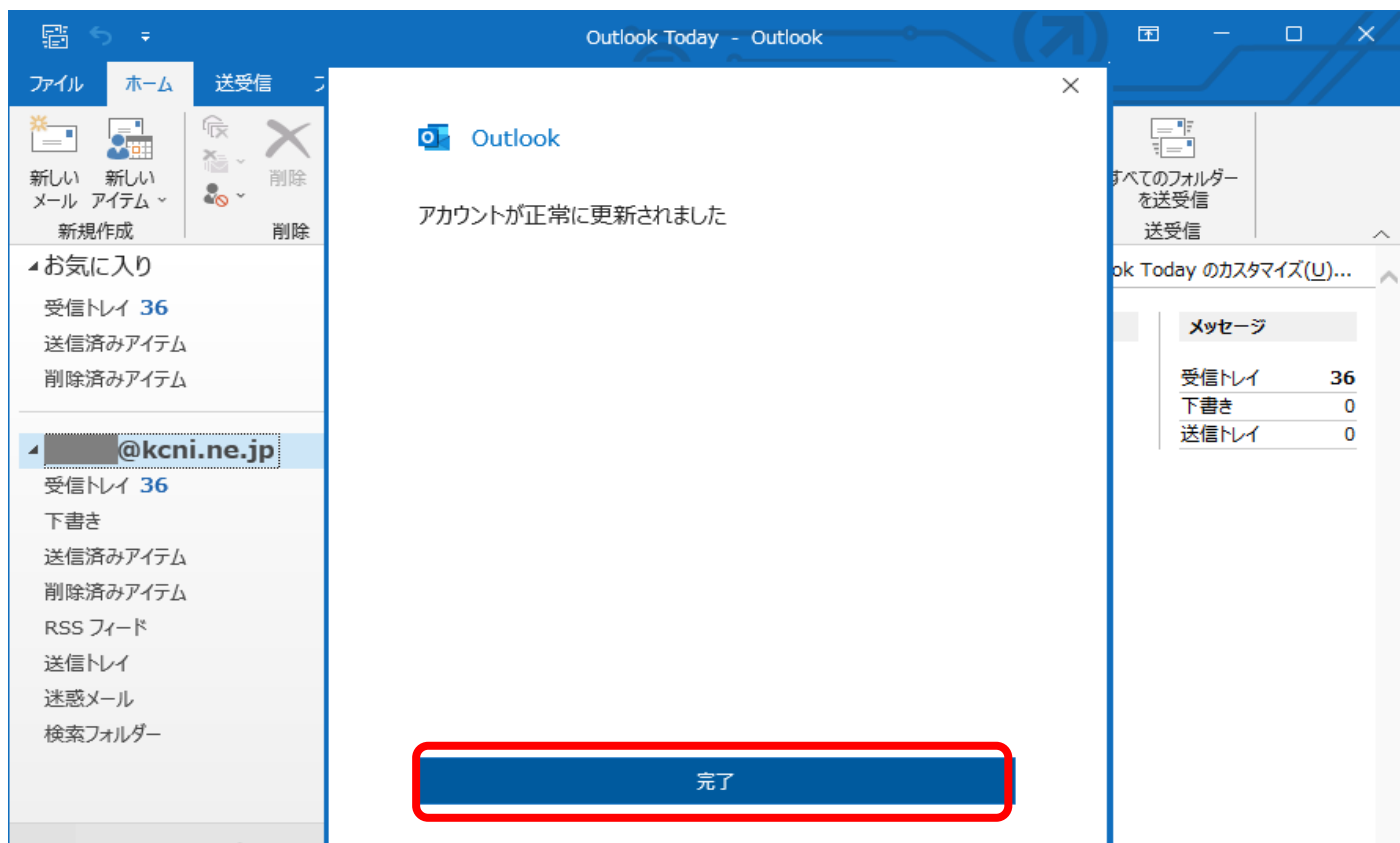 Outlook Today - Outlook
ファイル ホーム 送受信
新しい
メール
新しい
アイテム
削除
新規作成 削除
すべてのフォルダー
を送受信
送受信
Outlook
アカウントが正常に更新されました
完了
お気に入り
受信トレイ 36
送信済みアイテム
削除済みアイテム
@kcni.ne.jp
受信トレイ 36
下書き
送信済みアイテム
削除済みアイテム
RSS フィード
送信トレイ
迷惑メール
検索フォルダー
ok Today のカスタマイズ(U)...
メッセージ
受信トレイ 36
下書き 0
送信トレイ 0